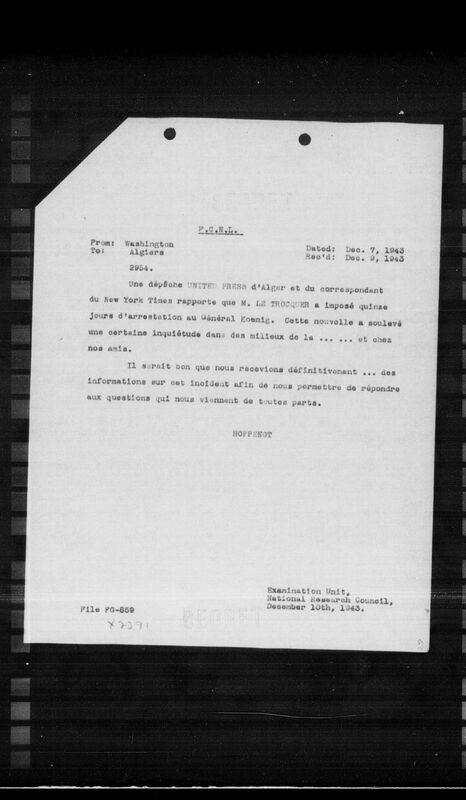 F.C.N.L.
From: Washington
To: Algiers
Dated: Dec. 7, 1943
Rec'd: Dec. 9, 1943
2954.
Une dépêche UNITED PRESS d'Alger et du correspondant
du New York Times rapporte que M. LE TROCQUER a imposé quinze
jours d'arrestation au Général Koenig. Cette nouvelle a soulevé
une certaine inquiétude dans des milieux de la ... ... et chez
nos amis.
Il serait bon que nous recevions définitivement ... des
informations sur cet incident afin de nous permettre de répondre
aux questions qui nous viennent de toutes parts.
HOPPENOT
Examination Unit,
National Research Council,
December 10th, 1943.
File FG-859
X2391
SECRET